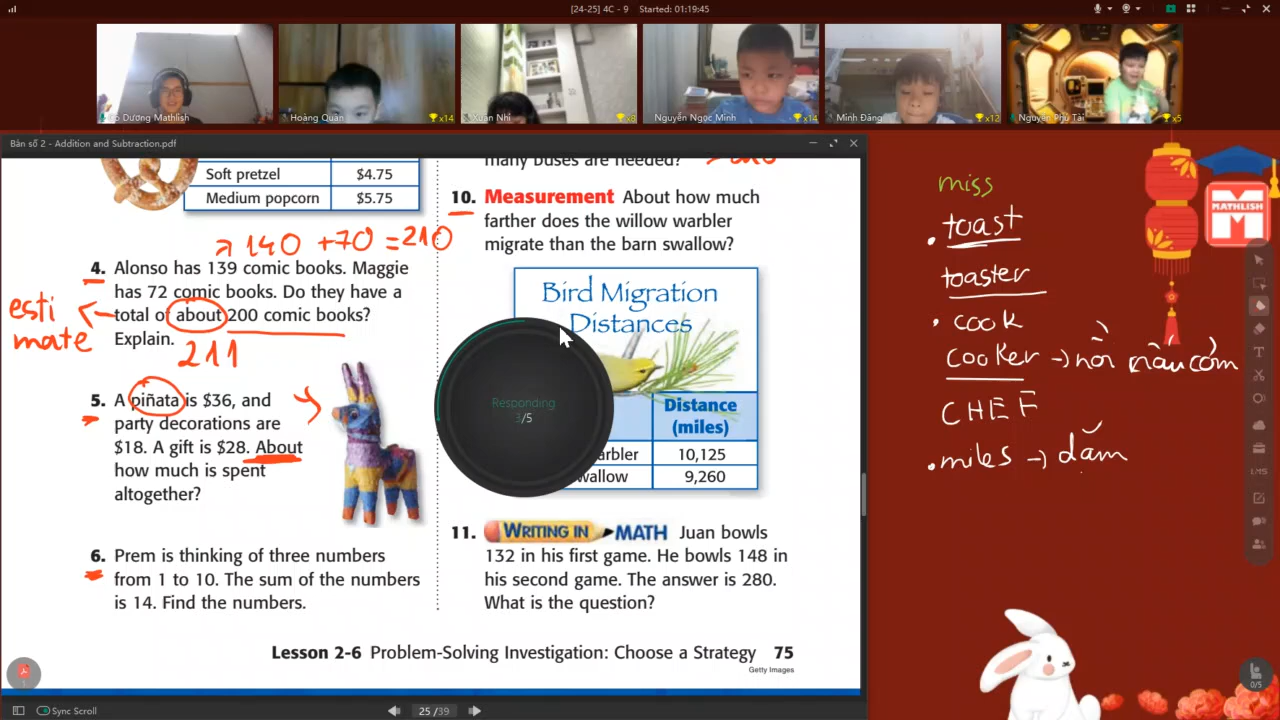 [24-25] 4C - 9 Started: 01:19:45
Dương Mathlish
Hoàng Quân
x14
Xuân Nhi
x8
Nguyễn Ngọc Minh
x14
Minh Đăng
x12
Nguyễn Phú Tài
x5
Bàn số 2 - Addition and Subtraction.pdf
Soft pretzel $4.75
Medium popcorn $5.75
140 +70 =210
4. Alonso has 139 comic books. Maggie
has 72 comic books. Do they have a
total of about 200 comic books?
Explain.
esti
mate
211
5. A piñata is $36, and
party decorations are
$18. A gift is $28. About
how much is spent
altogether?
6. Prem is thinking of three numbers
from 1 to 10. The sum of the numbers
is 14. Find the numbers.
many buses are needed?
10. Measurement About how much
farther does the willow warbler
migrate than the barn swallow?
Bird Migration
Distances
Distance
(miles)
arbler 10,125
wallow 9,260
Responding
3/5
11. WRITING IN MATH Juan bowls
132 in his first game. He bowls 148 in
his second game. The answer is 280.
What is the question?
Lesson 2-6 Problem-Solving Investigation: Choose a Strategy 75
Getty Images
Sync Scroll
25 /39
miss
• toast
toaster
• cook
cooker → nồi nấu cơm
CHEF
• miles → dặm
MATHLISH
LMS
0/5